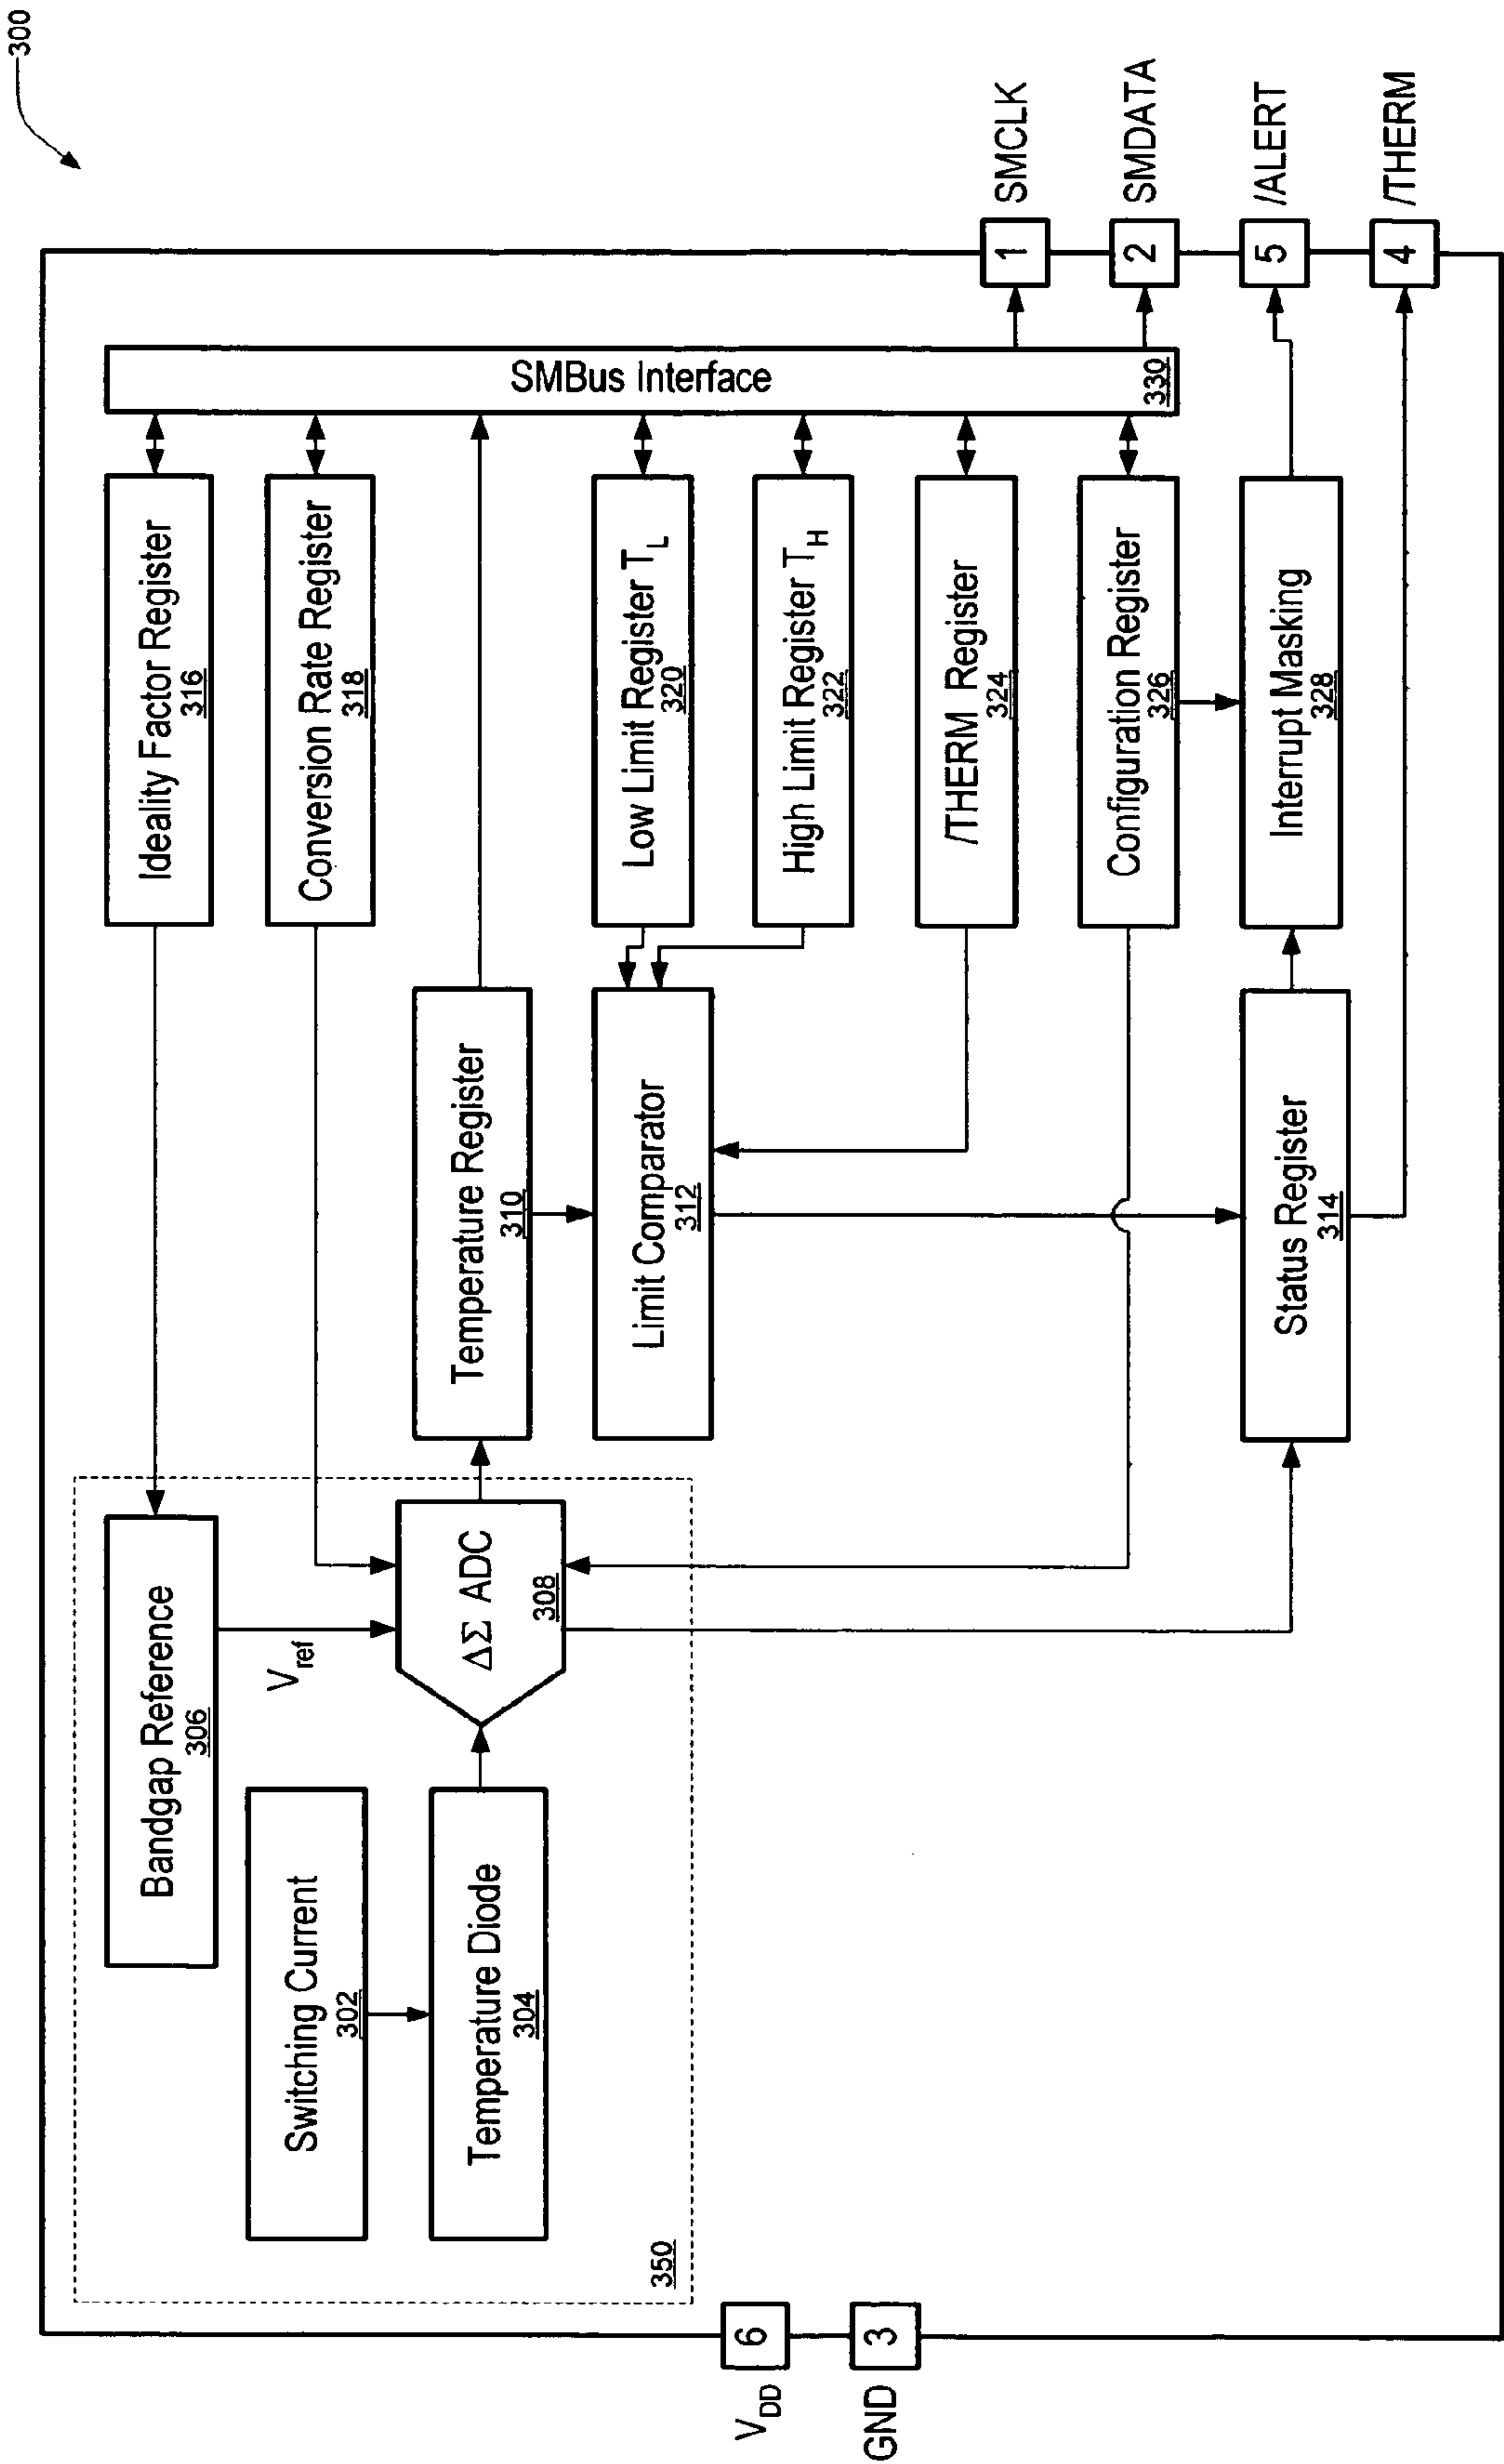 300
Bandgap Reference
306
Switching Current
302
Temperature Diode
304
V_ref
ΔΣ ADC
308
350
Ideality Factor Register
316
Conversion Rate Register
318
Temperature Register
310
Limit Comparator
312
Low Limit Register T_L
320
High Limit Register T_H
322
/THERM Register
324
Configuration Register
326
Status Register
314
Interrupt Masking
328
SMBus Interface
330
1
SMCLK
2
SMDATA
5
/ALERT
4
/THERM
V_DD
6
GND
3